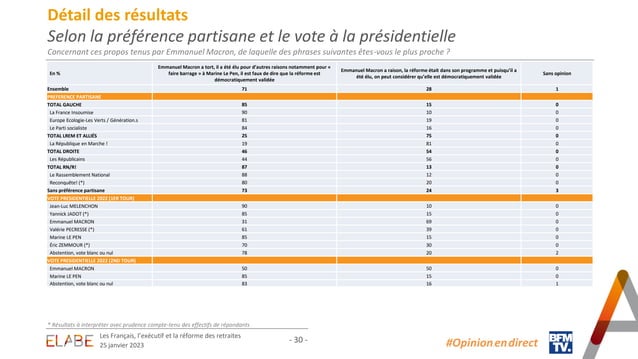 Détail des résultats
Selon la préférence partisane et le vote à la présidentielle
Concernant ces propos tenus par Emmanuel Macron, de laquelle des phrases suivantes êtes-vous le plus proche ?
En %
Emmanuel Macron a tort, il a été élu pour d'autres raisons notamment pour «
faire barrage » à Marine Le Pen, il est faux de dire que la réforme est
démocratiquement validée
Emmanuel Macron a raison, la réforme était dans son programme et puisqu'il a
été élu, on peut considérer qu'elle est démocratiquement validée
Sans opinion
Ensemble 71 28 1
PREFERENCE PARTISANE
TOTAL GAUCHE 85 15 0
La France Insoumise 90 10 0
Europe Ecologie-Les Verts / Génération.s 81 19 0
Le Parti socialiste 84 16 0
TOTAL LREM ET ALLIÉS 25 75 0
La République en Marche ! 19 81 0
TOTAL DROITE 46 54 0
Les Républicains 44 56 0
TOTAL RN/R! 87 13 0
Le Rassemblement National 88 12 0
Reconquête! (*) 80 20 0
Sans préférence partisane 73 24 3
VOTE PRESIDENTIELLE 2022 (1ER TOUR)
Jean-Luc MELENCHON 90 10 0
Yannick JADOT (*) 85 15 0
Emmanuel MACRON 31 69 0
Valérie PECRESSE (*) 61 39 0
Marine LE PEN 85 15 0
Éric ZEMMOUR (*) 70 30 0
Abstention, vote blanc ou nul 78 20 2
VOTE PRESIDENTIELLE 2022 (2ND TOUR)
Emmanuel MACRON 50 50 0
Marine LE PEN 85 15 0
Abstention, vote blanc ou nul 83 16 1
* Résultats à interpréter avec prudence compte-tenu des effectifs de répondants
ELABE
Les Français, l'exécutif et la réforme des retraites
25 janvier 2023
- 30 -
#Opinionendirect
BFM
TV.